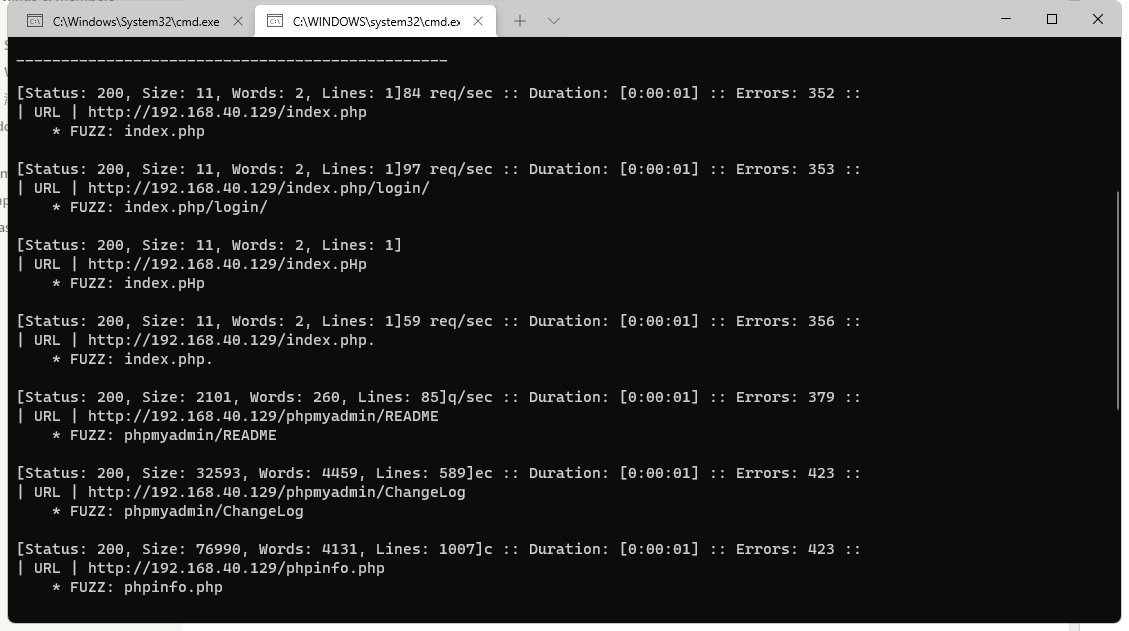 C:\Windows\System32\cmd.exe
C:\WINDOWS\system32\cmd.ex
________________________________________________
[Status: 200, Size: 11, Words: 2, Lines: 1]84 req/sec :: Duration: [0:00:01] :: Errors: 352 ::
| URL | http://192.168.40.129/index.php
* FUZZ: index.php
[Status: 200, Size: 11, Words: 2, Lines: 1]97 req/sec :: Duration: [0:00:01] :: Errors: 353 ::
| URL | http://192.168.40.129/index.php/login/
* FUZZ: index.php/login/
[Status: 200, Size: 11, Words: 2, Lines: 1]
| URL | http://192.168.40.129/index.pHp
* FUZZ: index.pHp
[Status: 200, Size: 11, Words: 2, Lines: 1]59 req/sec :: Duration: [0:00:01] :: Errors: 356 ::
| URL | http://192.168.40.129/index.php.
* FUZZ: index.php.
[Status: 200, Size: 2101, Words: 260, Lines: 85]q/sec :: Duration: [0:00:01] :: Errors: 379 ::
| URL | http://192.168.40.129/phpmyadmin/README
* FUZZ: phpmyadmin/README
[Status: 200, Size: 32593, Words: 4459, Lines: 589]ec :: Duration: [0:00:01] :: Errors: 423 ::
| URL | http://192.168.40.129/phpmyadmin/ChangeLog
* FUZZ: phpmyadmin/ChangeLog
[Status: 200, Size: 76990, Words: 4131, Lines: 1007]c :: Duration: [0:00:01] :: Errors: 423 ::
| URL | http://192.168.40.129/phpinfo.php
* FUZZ: phpinfo.php